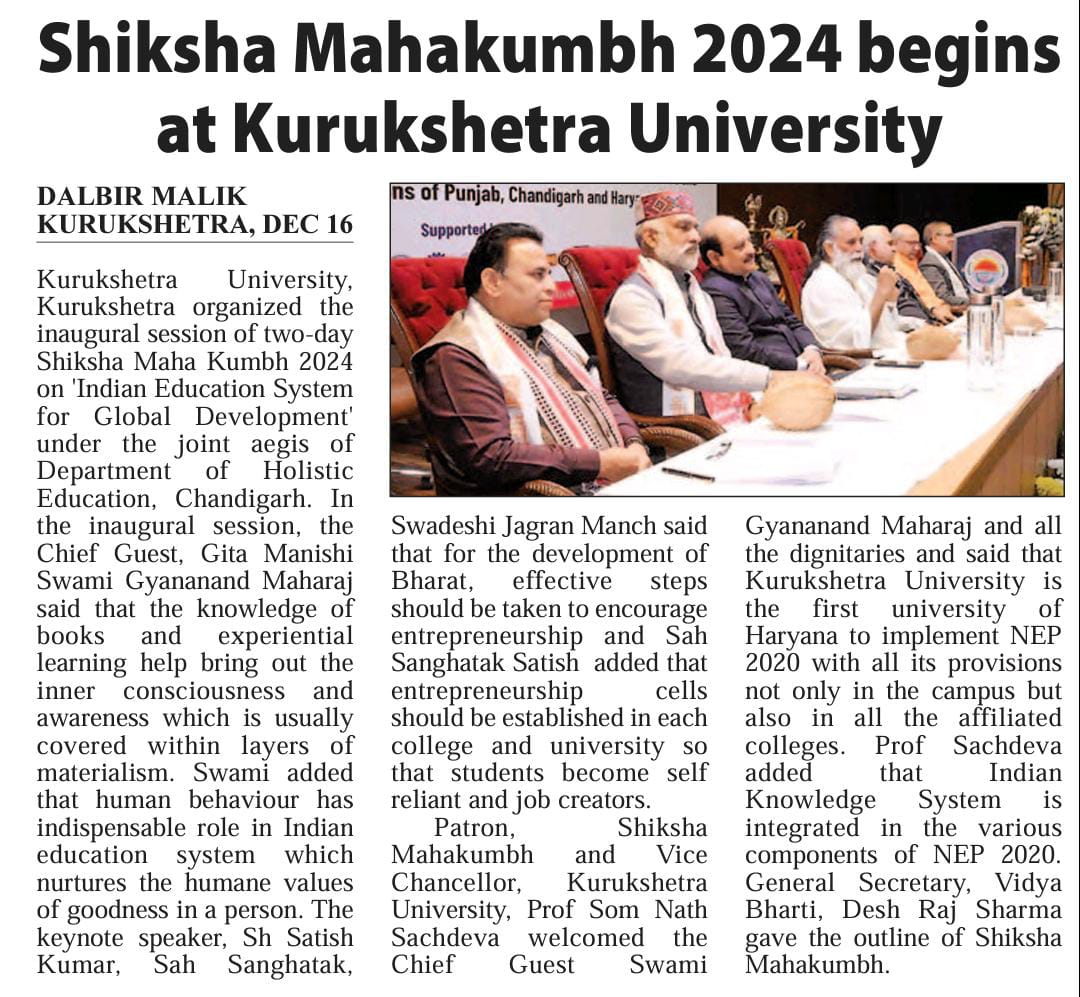 Shiksha Mahakumbh 2024 begins
at Kurukshetra University
DALBIR MALIK
KURUKSHETRA, DEC 16
Kurukshetra University,
Kurukshetra organized the
inaugural session of two-day
Shiksha Maha Kumbh 2024
on 'Indian Education System
for Global Development'
under the joint aegis of
Department of Holistic
Education, Chandigarh. In
the inaugural session, the
Chief Guest, Gita Manishi
Swami Gyananand Maharaj
said that the knowledge of
books and experiential
learning help bring out the
inner consciousness and
awareness which is usually
covered within layers of
materialism. Swami added
that human behaviour has
indispensable role in Indian
education system which
nurtures the humane values
of goodness in a person. The
keynote speaker, Sh Satish
Kumar, Sah Sanghatak,
ns of Punjab, Chandigarh and Hary
Supported
Swadeshi Jagran Manch said
that for the development of
Bharat, effective steps
should be taken to encourage
entrepreneurship and Sah
Sanghatak Satish added that
entrepreneurship cells
should be established in each
college and university so
that students become self
reliant and job creators.
Patron, Shiksha
Mahakumbh and Vice
Chancellor, Kurukshetra
University, Prof Som Nath
Sachdeva welcomed the
Chief Guest Swami
Gyananand Maharaj and all
the dignitaries and said that
Kurukshetra University is
the first university of
Haryana to implement NEP
2020 with all its provisions
not only in the campus but
also in all the affiliated
colleges. Prof Sachdeva
added that Indian
Knowledge System is
integrated in the various
components of NEP 2020.
General Secretary, Vidya
Bharti, Desh Raj Sharma
gave the outline of Shiksha
Mahakumbh.